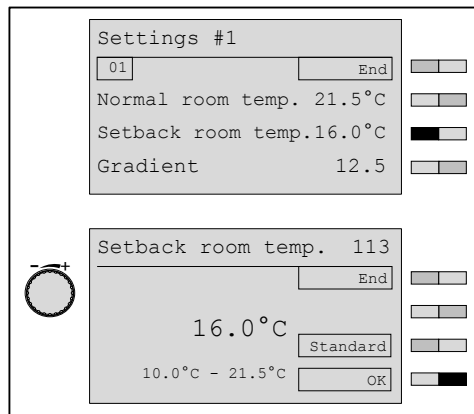 Settings #1
01 End
Normal room temp. 21.5°C
Setback room temp.16.0°C
Gradient 12.5
Setback room temp. 113
End
- +
16.0°C
Standard
10.0°C - 21.5°C OK